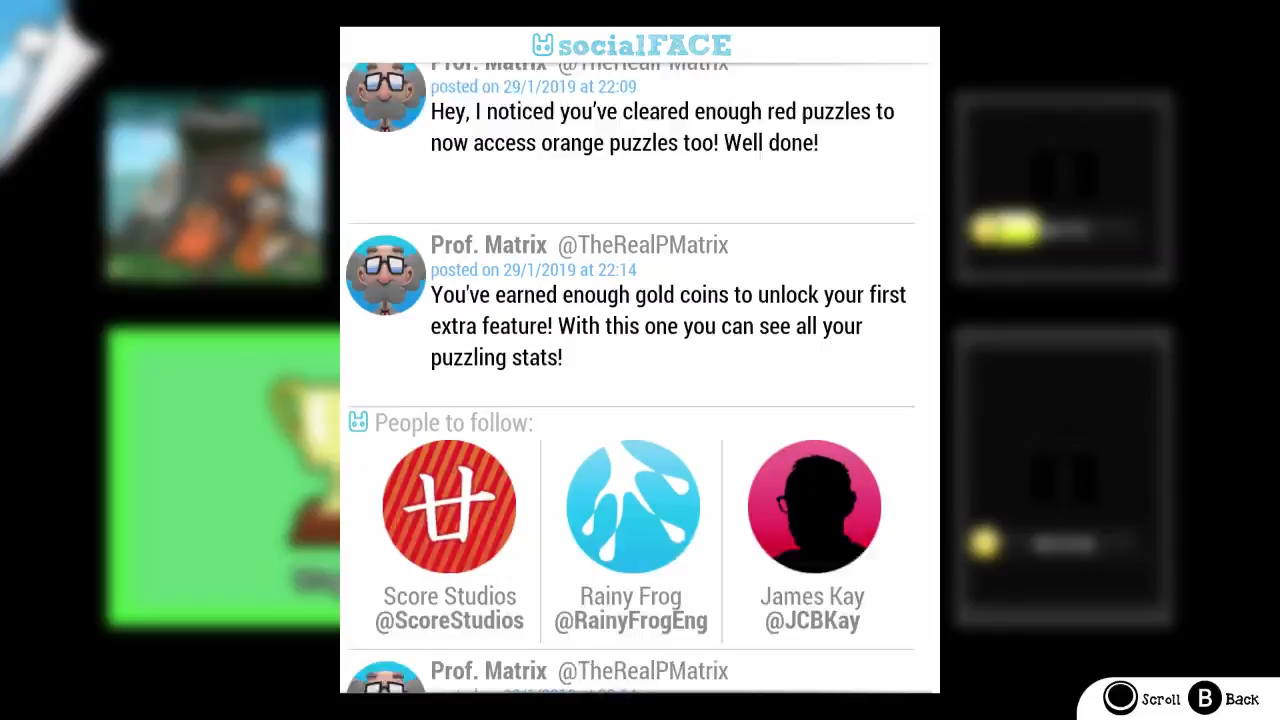 socialFACE
Prof. Matrix @TheRealPMatrix
posted on 29/1/2019 at 22:09
Hey, I noticed you’ve cleared enough red puzzles to
now access orange puzzles too! Well done!
Prof. Matrix @TheRealPMatrix
posted on 29/1/2019 at 22:14
You've earned enough gold coins to unlock your first
extra feature! With this one you can see all your
puzzling stats!
People to follow:
廿
Score Studios
@ScoreStudios
Rainy Frog
@RainyFrogEng
James Kay
@JCBKay
Prof. Matrix @TheRealPMatrix
Scroll B Back